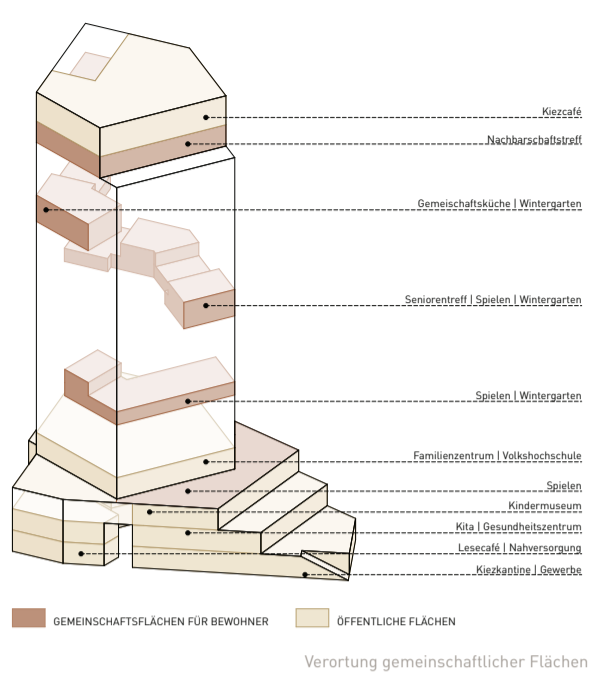 Kiezcafé
Nachbarschaftstreff
Gemeischaftsküche | Wintergarten
Seniorentreff | Spielen | Wintergarten
Spielen | Wintergarten
Familienzentrum | Volkshochschule
Spielen
Kindermuseum
Kita | Gesundheitszentrum
Lesecafé | Nahversorgung
Kiezkantine | Gewerbe
GEMEINSCHAFTSFLÄCHEN FÜR BEWOHNER
ÖFFENTLICHE FLÄCHEN
Verortung gemeinschaftlicher Flächen